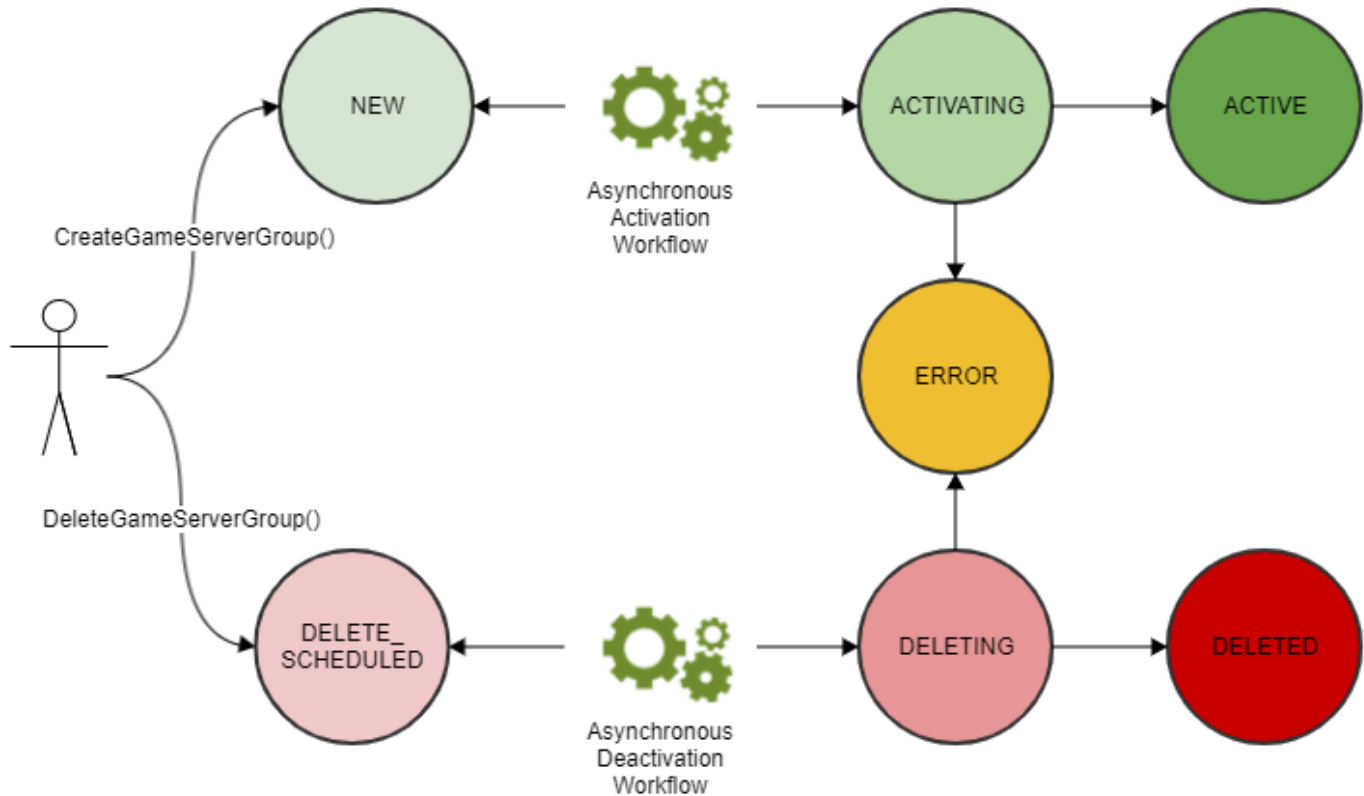 NEW
ACTIVATING
ACTIVE
Asynchronous
Activation
Workflow
CreateGameServerGroup()
ERROR
DeleteGameServerGroup()
DELETE_
SCHEDULED
DELETING
DELETED
Asynchronous
Deactivation
Workflow